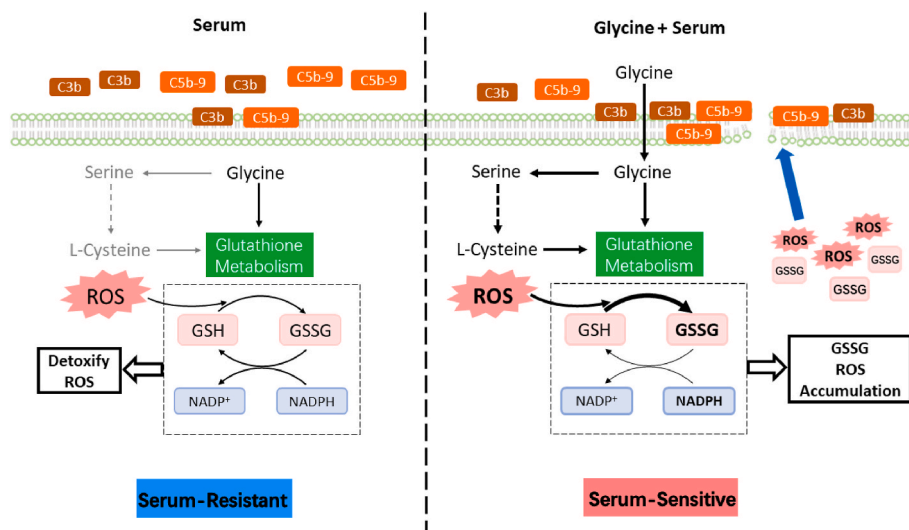 Serum
C3b
C3b
C5b-9
C3b
C5b-9
C5b-9
C3b
C5b-9
Serine
Glycine
L-Cysteine
Glutathione
Metabolism
ROS
GSH
GSSG
Detoxify
ROS
NADP⁺
NADPH
Serum-Resistant
Glycine + Serum
Glycine
C3b
C5b-9
C3b
C3b
C5b-9
C5b-9
C5b-9
C3b
Serine
Glycine
L-Cysteine
Glutathione
Metabolism
ROS
ROS
ROS
GSSG
GSSG
GSSG
ROS
GSH
GSSG
NADP⁺
NADPH
GSSG
ROS
Accumulation
Serum-Sensitive